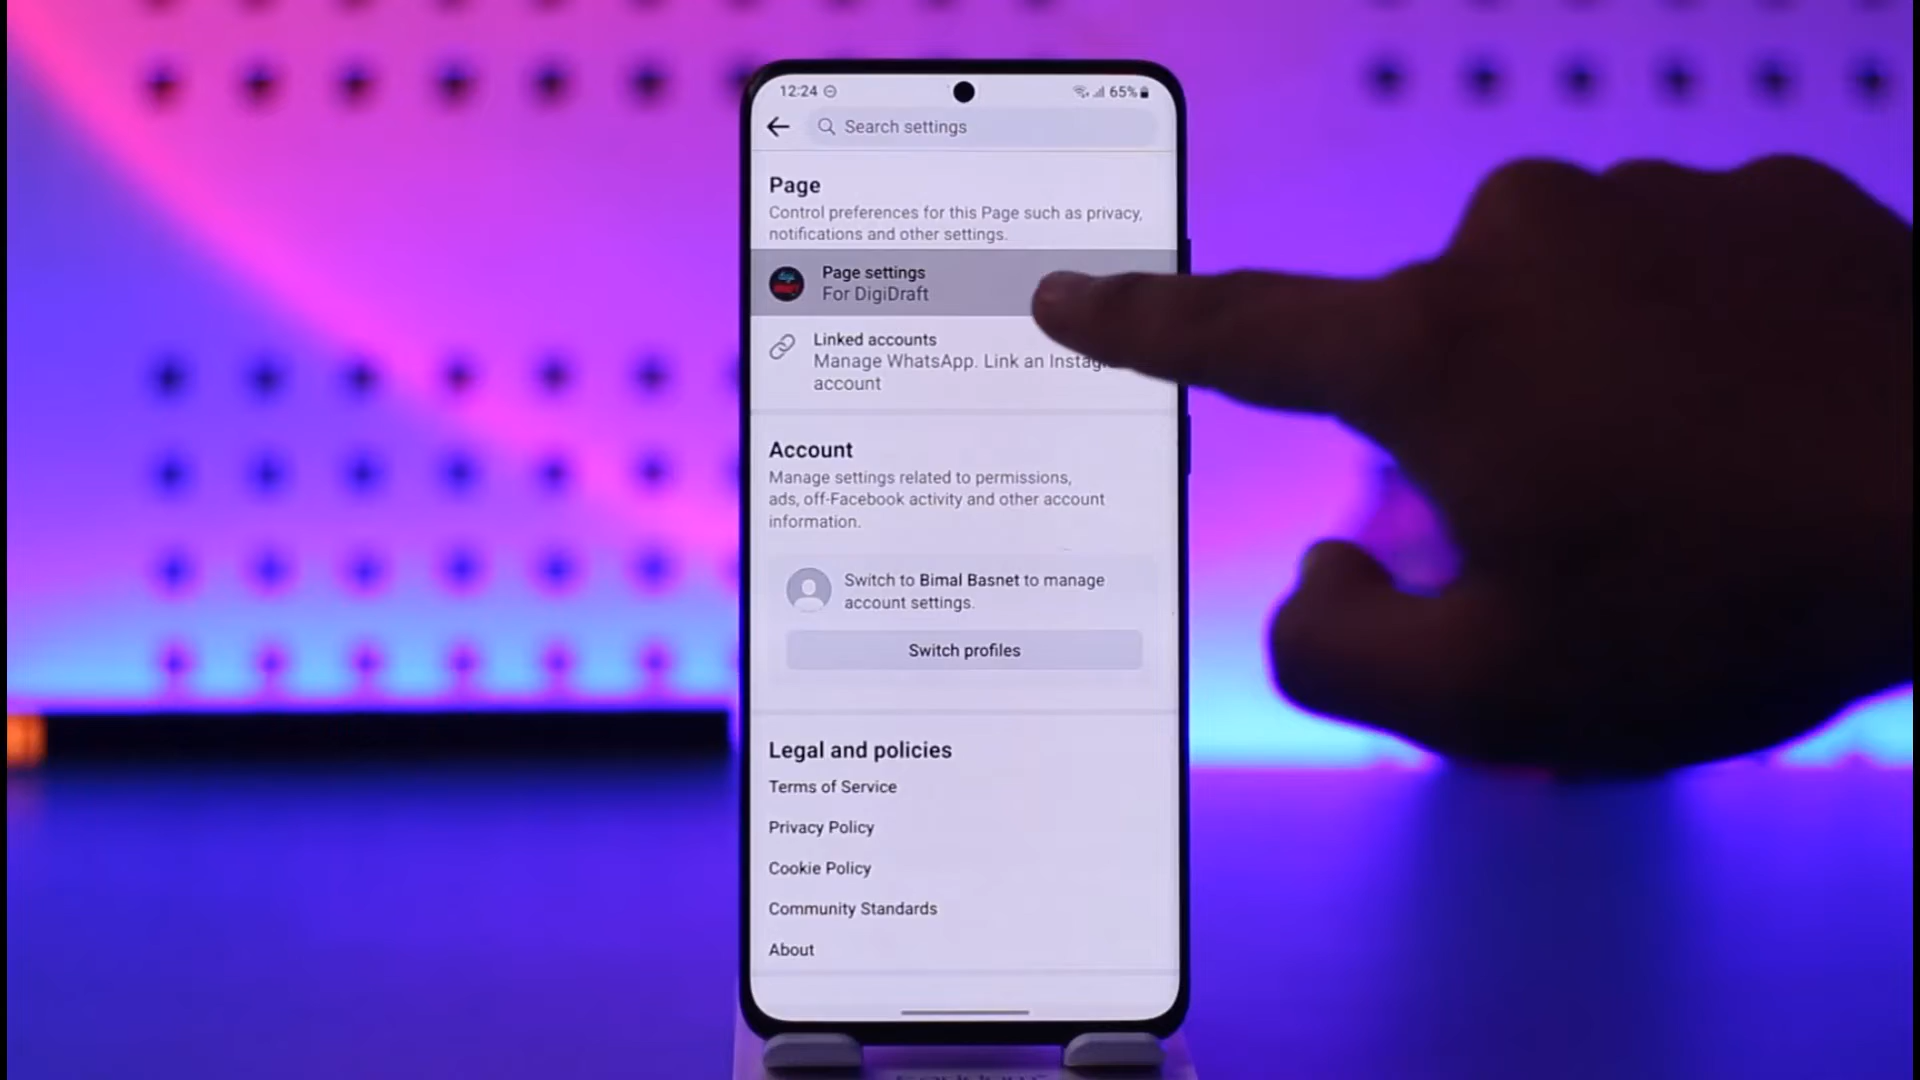 12:24
65%
Search settings
Page
Control preferences for this Page such as privacy,
notifications and other settings.
Page settings
For DigiDraft
Linked accounts
Manage WhatsApp. Link an
account
Account
Manage settings related to permissions,
ads, off-Facebook activity and other account
information.
Switch to Bimal Basnet to manage
account settings.
Switch profiles
Legal and policies
Terms of Service
Privacy Policy
Cookie Policy
Community Standards
About